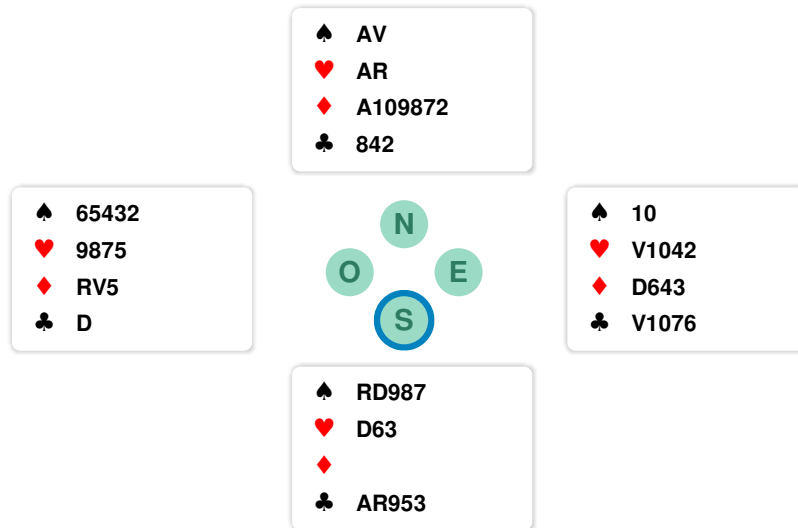 ♠ AV
♥ AR
♦ A109872
♣ 842
♠ 65432
♥ 9875
♦ RV5
♣ D
N
O E
S
♠ 10
♥ V1042
♦ D643
♣ V1076
♠ RD987
♥ D63
♦
♣ AR953